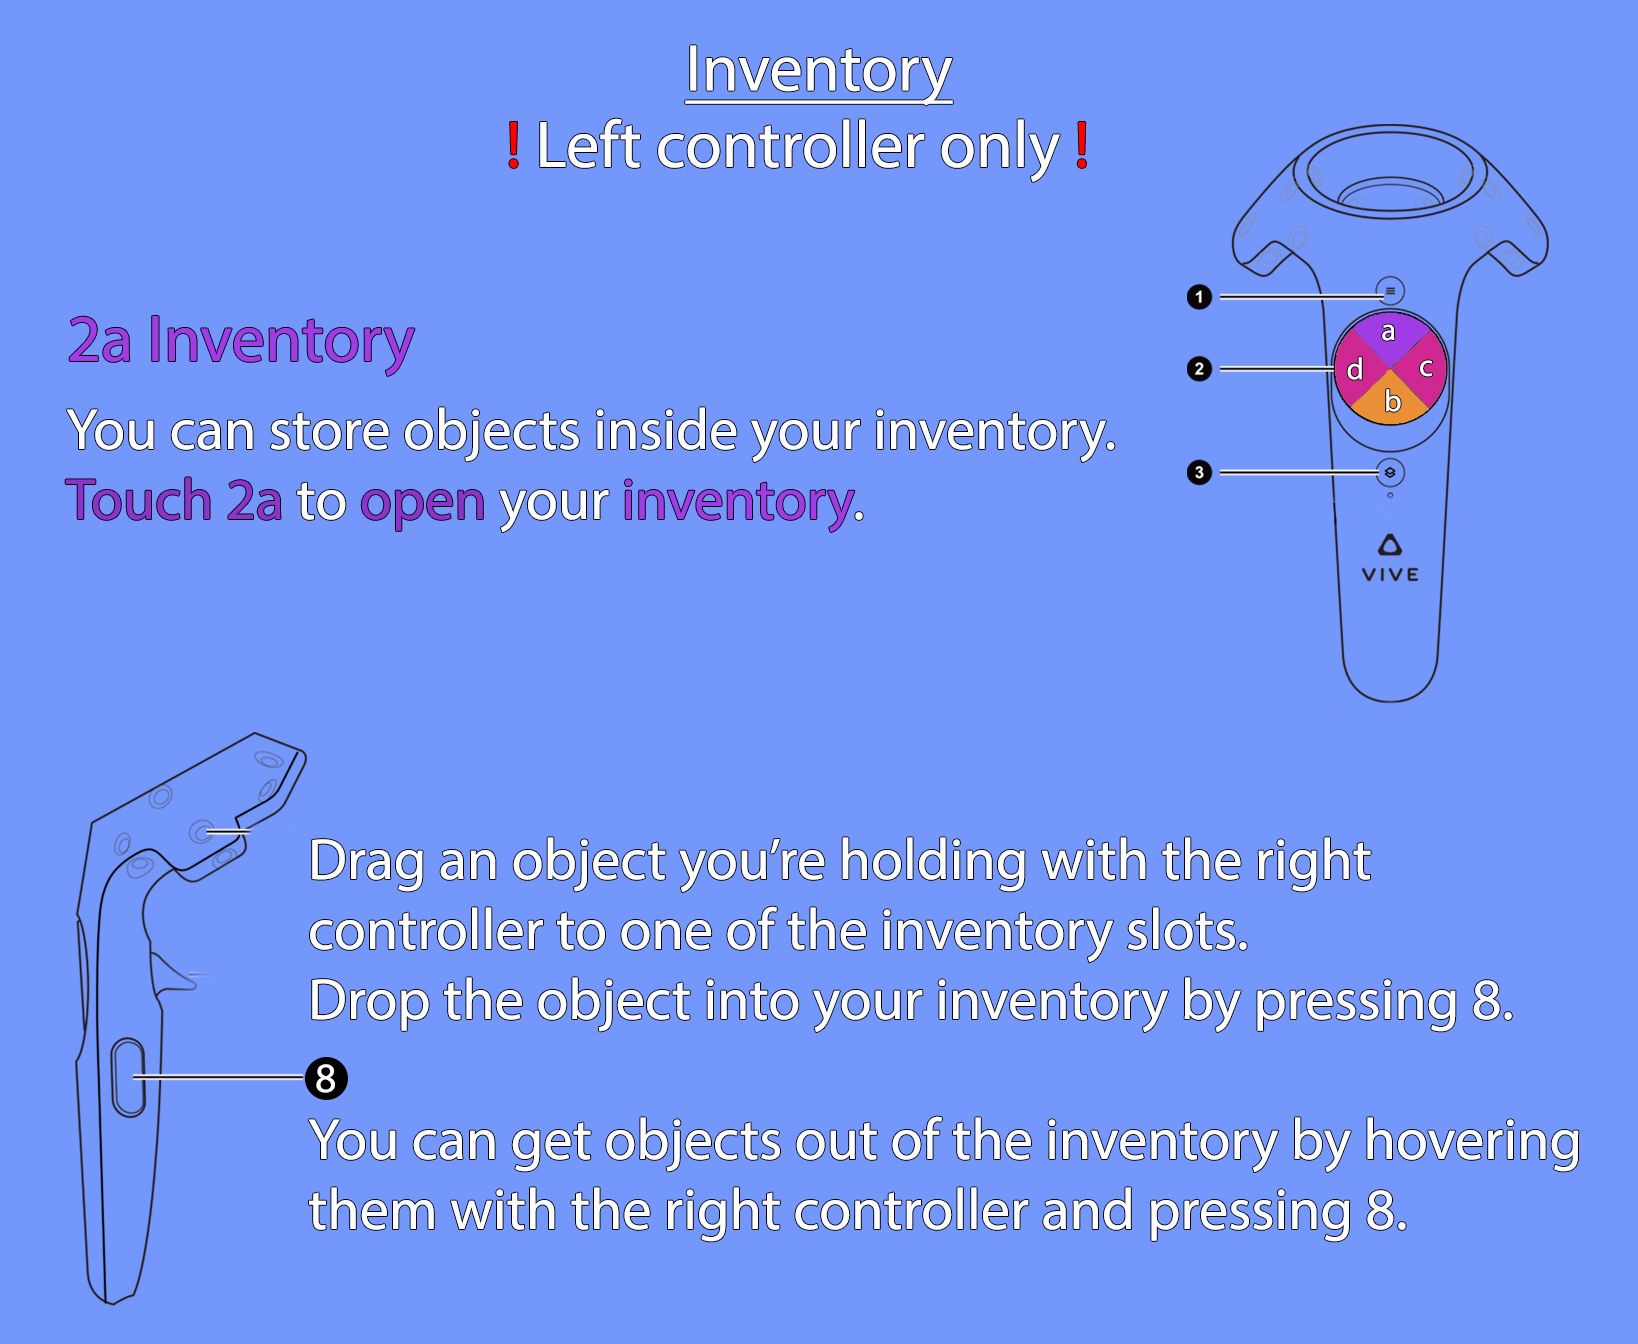 Inventory
! Left controller only !
1
a
2a Inventory
2
d
c
b
You can store objects inside your inventory.
3
Touch 2a to open your inventory.
VIVE
Drag an object you're holding with the right
controller to one of the inventory slots.
Drop the object into your inventory by pressing 8.
8
You can get objects out of the inventory by hovering
them with the right controller and pressing 8.